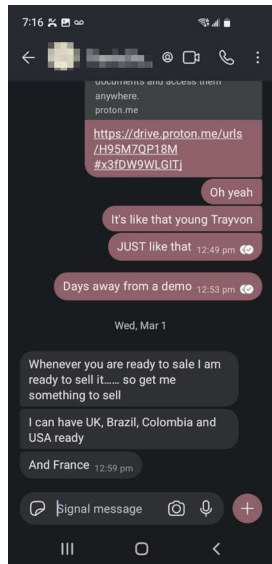 7:16
documents and access them
anywhere.
proton.me
https://drive.proton.me/urls
/H95M7QP18M
#x3fDW9WLGITj
Oh yeah
It's like that young Trayvon
JUST like that 12:49 pm
Days away from a demo 12:53 pm
Wed, Mar 1
Whenever you are ready to sale I am
ready to sell it...... so get me
something to sell
I can have UK, Brazil, Colombia and
USA ready
And France 12:59 pm
Signal message